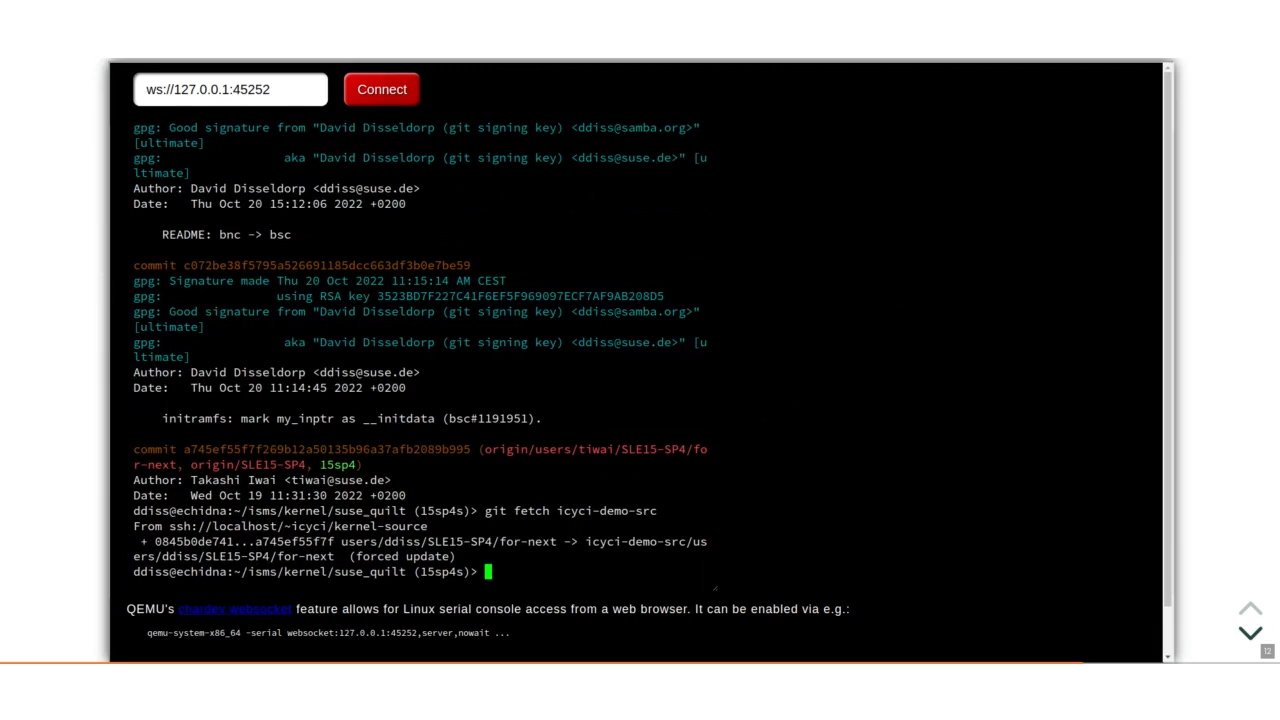 ws://127.0.0.1:45252 Connect
gpg: Good signature from "David Disseldorp (git signing key) <ddiss@samba.org>"
[ultimate]
gpg:                 aka "David Disseldorp (git signing key) <ddiss@suse.de>" [u
ltimate]
Author: David Disseldorp <ddiss@suse.de>
Date:   Thu Oct 20 15:12:06 2022 +0200
README: bnc -> bsc
commit c072be38f5795a526691185dcc663df3b0e7be59
gpg: Signature made Thu 20 Oct 2022 11:15:14 AM CEST
gpg:                using RSA key 3523BD7F227C41F6EF5F969097ECF7AF9AB208D5
gpg: Good signature from "David Disseldorp (git signing key) <ddiss@samba.org>"
[ultimate]
gpg:                 aka "David Disseldorp (git signing key) <ddiss@suse.de>" [u
ltimate]
Author: David Disseldorp <ddiss@suse.de>
Date:   Thu Oct 20 11:14:45 2022 +0200
initramfs: mark my_inptr as __initdata (bsc#1191951).
commit a745ef55f7f269b12a50135b96a37afb2089b995 (origin/users/tiwai/SLE15-SP4/fo
r-next, origin/SLE15-SP4, 15sp4)
Author: Takashi Iwai <tiwai@suse.de>
Date:   Wed Oct 19 11:31:30 2022 +0200
ddiss@echidna:~/isms/kernel/suse_quilt (15sp4s)> git fetch icyci-demo-src
From ssh://localhost/~icyci/kernel-source
+ 0845b0de741...a745ef55f7f users/ddiss/SLE15-SP4/for-next -> icyci-demo-src/us
ers/ddiss/SLE15-SP4/for-next  (forced update)
ddiss@echidna:~/isms/kernel/suse_quilt (15sp4s)>
QEMU's chardev websocket feature allows for Linux serial console access from a web browser. It can be enabled via e.g.:
qemu-system-x86_64 -serial websocket:127.0.0.1:45252,server,nowait ...
12